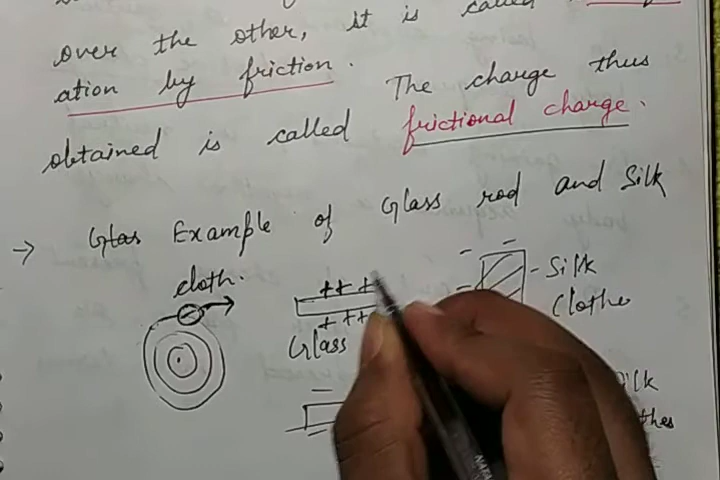 over the other, it is called
ation by friction. The charge thus
obtained is called frictional charge.
→ Glas Example of Glass rod and Silk
cloth.
++ +
+ ++
Glass
- Silk
Clothe